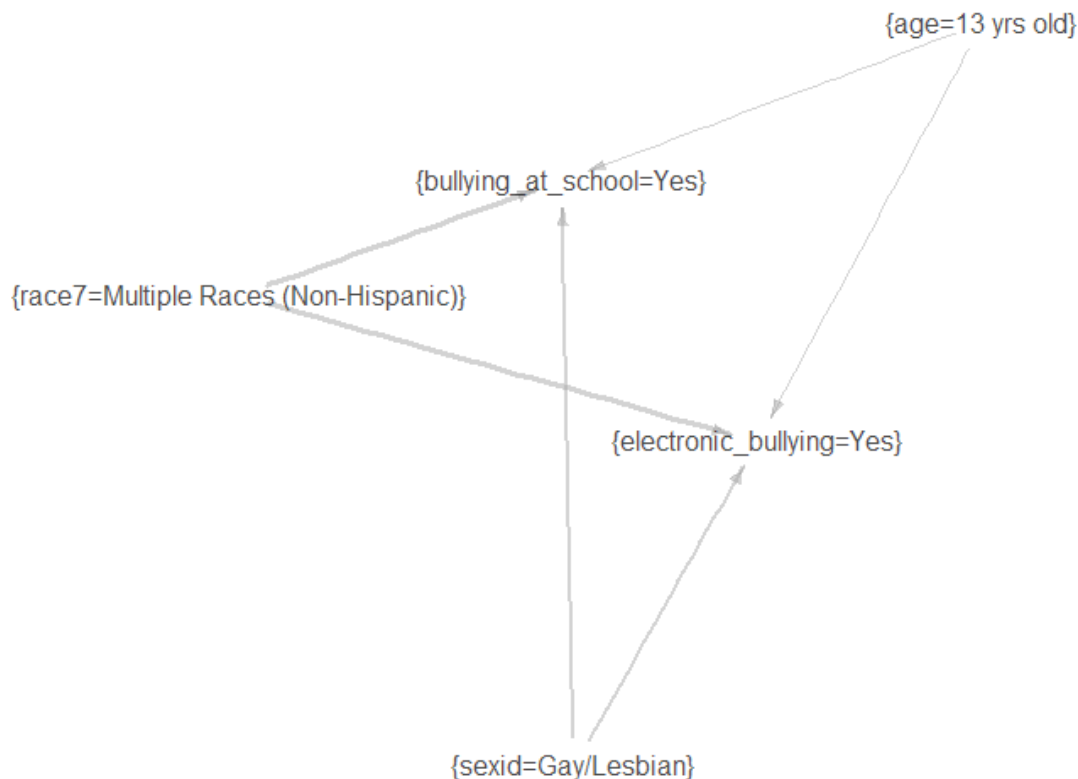 {age=13 yrs old}
{bullying_at_school=Yes}
{race7=Multiple Races (Non-Hispanic)}
{electronic_bullying=Yes}
{sexid=Gay/Lesbian}